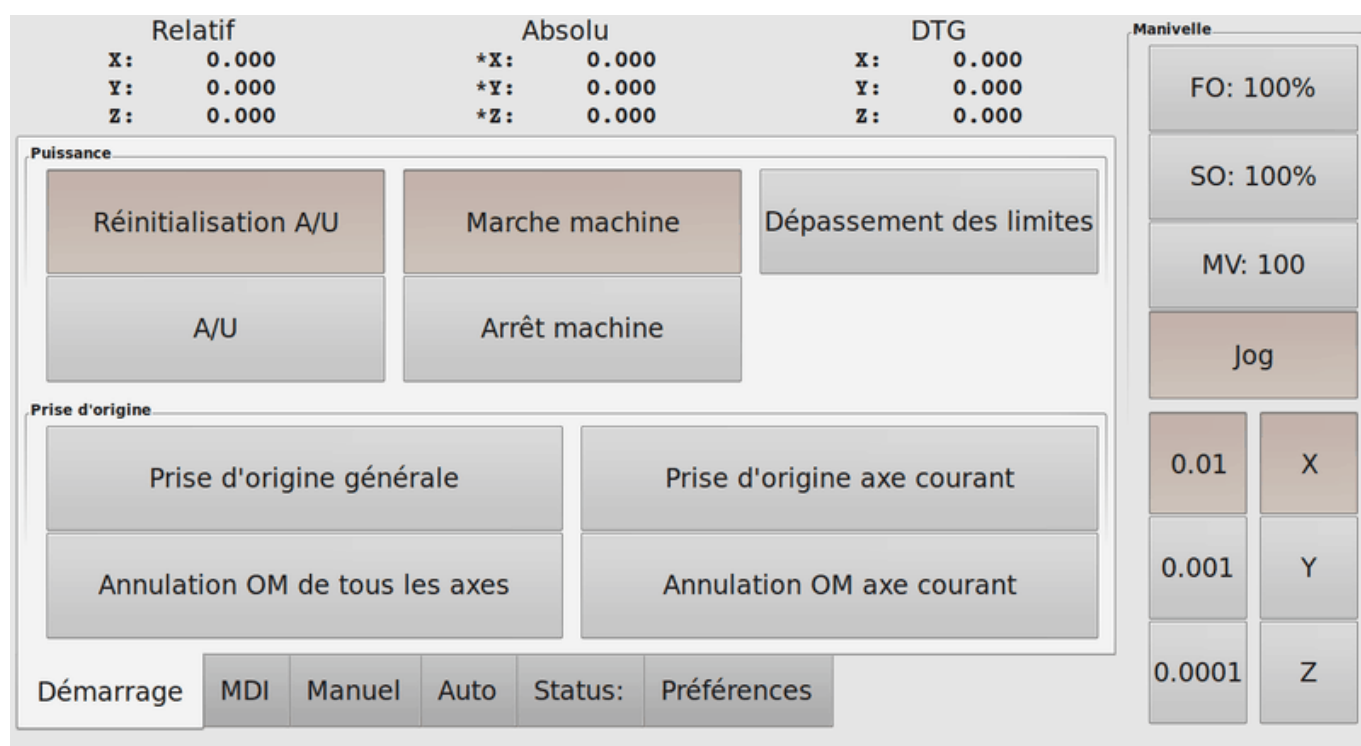 Relatif Absolu DTG
X: 0.000 *X: 0.000 X: 0.000
Y: 0.000 *Y: 0.000 Y: 0.000
Z: 0.000 *Z: 0.000 Z: 0.000
Puissance
Réinitialisation A/U Marche machine Dépassement des limites
A/U Arrêt machine
Prise d'origine
Prise d'origine générale Prise d'origine axe courant
Annulation OM de tous les axes Annulation OM axe courant
Démarrage MDI Manuel Auto Status: Préférences
Manivelle
FO: 100%
SO: 100%
MV: 100
Jog
0.01 X
0.001 Y
0.0001 Z